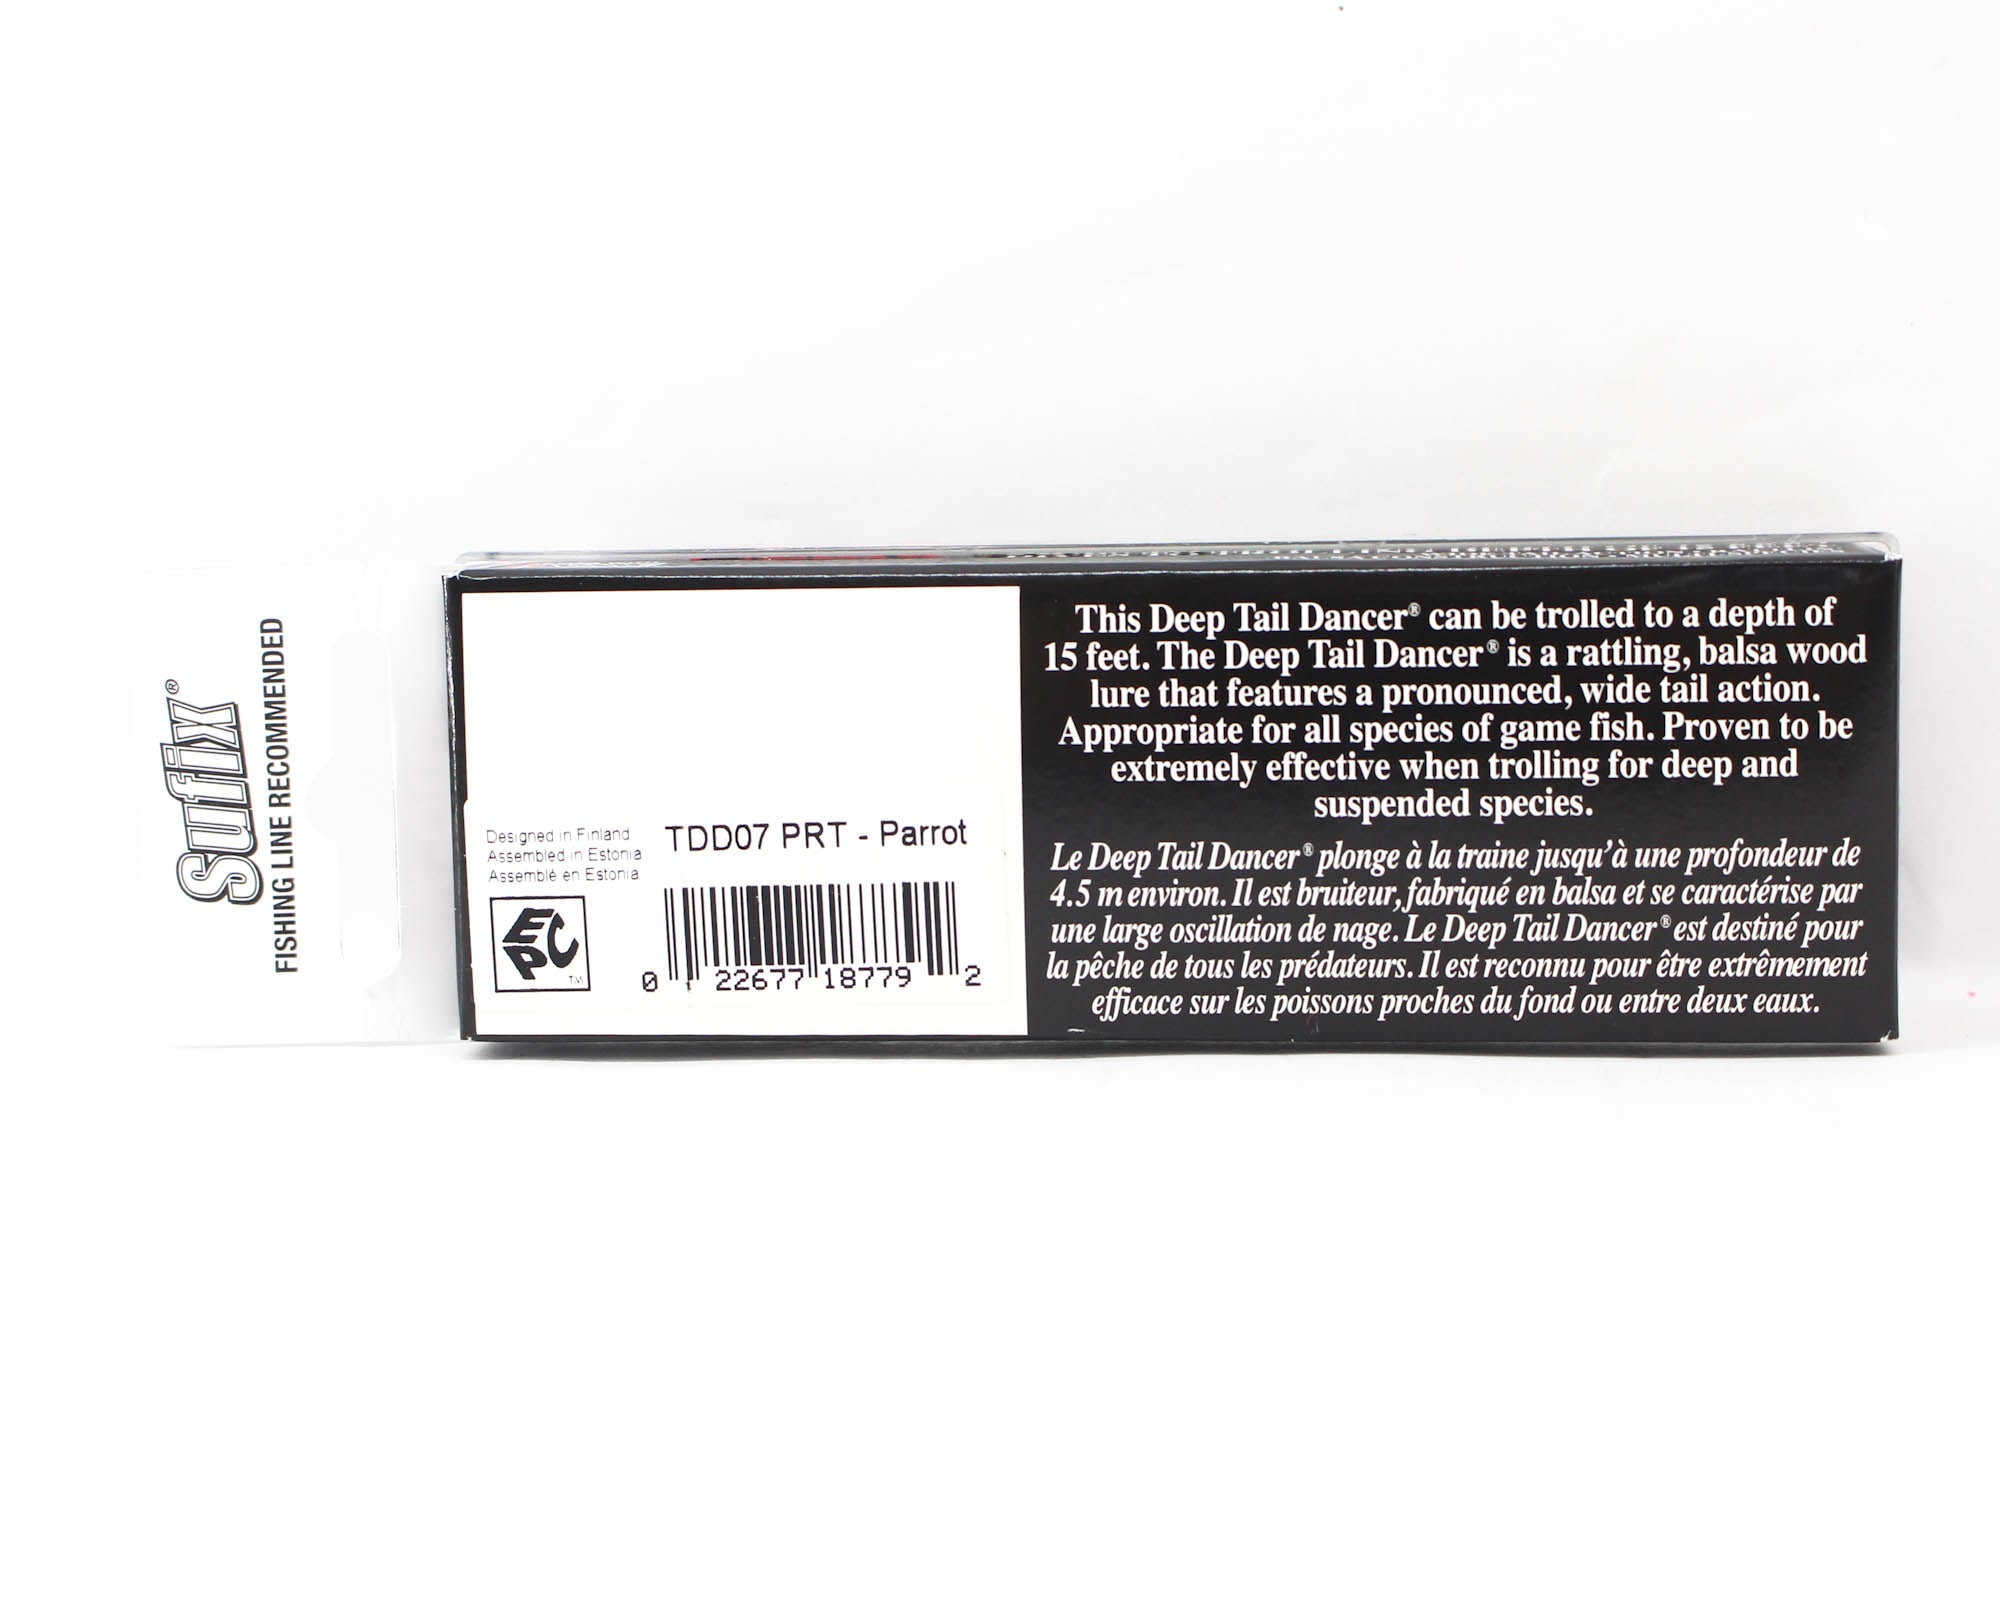 Sufix®
FISHING LINE RECOMMENDED
Designed in Finland
Assembled in Estonia
Assemblé en Estonia
TDD07 PRT - Parrot
EPC
TM
0 22677 18779 2
This Deep Tail Dancer® can be trolled to a depth of
15 feet. The Deep Tail Dancer® is a rattling, balsa wood
lure that features a pronounced, wide tail action.
Appropriate for all species of game fish. Proven to be
extremely effective when trolling for deep and
suspended species.
Le Deep Tail Dancer® plonge à la traine jusqu'à une profondeur de
4.5 m environ. Il est bruiteur, fabriqué en balsa et se caractérise par
une large oscillation de nage. Le Deep Tail Dancer® est destiné pour
la pêche de tous les prédateurs. Il est reconnu pour être extrêmement
efficace sur les poissons proches du fond ou entre deux eaux.